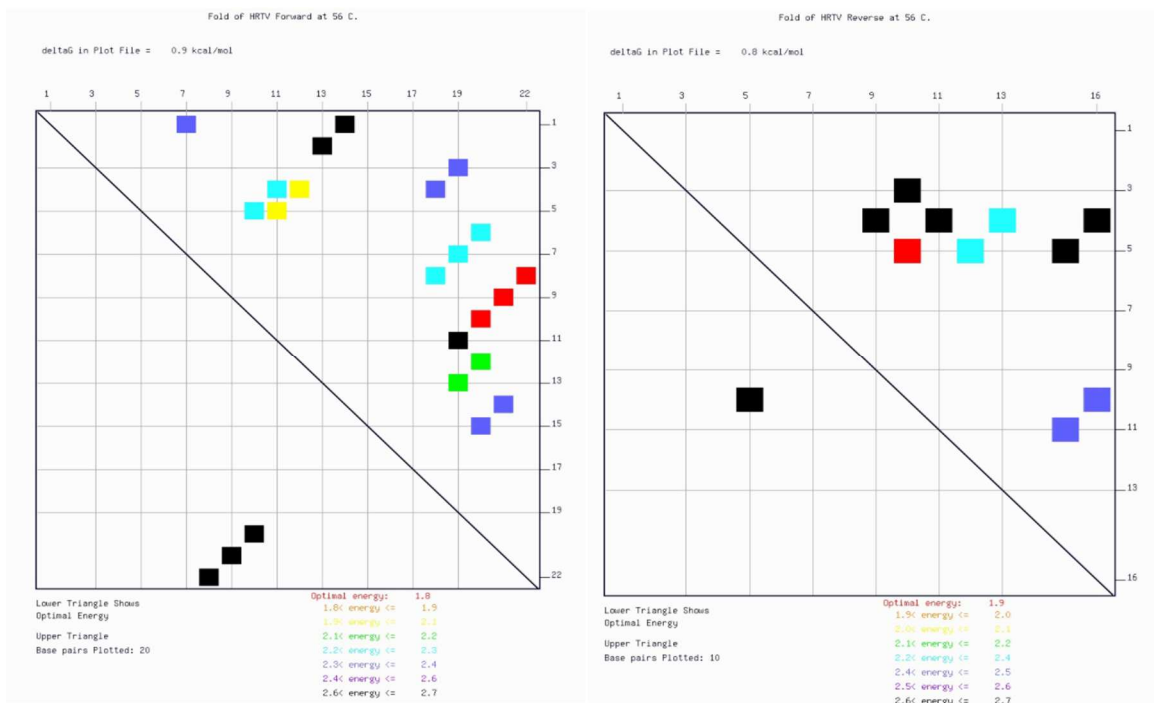 Fold of HRTV Forward at 56 C.
deltaG in Plot File = 0.9 kcal/mol
1 3 5 7 9 11 13 15 17 19 22
1
3
5
7
9
11
13
15
17
19
22
Lower Triangle Shows
Optimal Energy
Upper Triangle
Base pairs Plotted: 20
Optimal energy: 1.8
1.8< energy <= 1.9
1.9< energy <= 2.1
2.1< energy <= 2.2
2.2< energy <= 2.3
2.3< energy <= 2.4
2.4< energy <= 2.6
2.6< energy <= 2.7
Fold of HRTV Reverse at 56 C.
deltaG in Plot File = 0.8 kcal/mol
1 3 5 7 9 11 13 16
1
3
5
7
9
11
13
16
Lower Triangle Shows
Optimal Energy
Upper Triangle
Base pairs Plotted: 10
Optimal energy: 1.9
1.9< energy <= 2.0
2.0< energy <= 2.1
2.1< energy <= 2.2
2.2< energy <= 2.4
2.4< energy <= 2.5
2.5< energy <= 2.6
2.6< energy <= 2.7